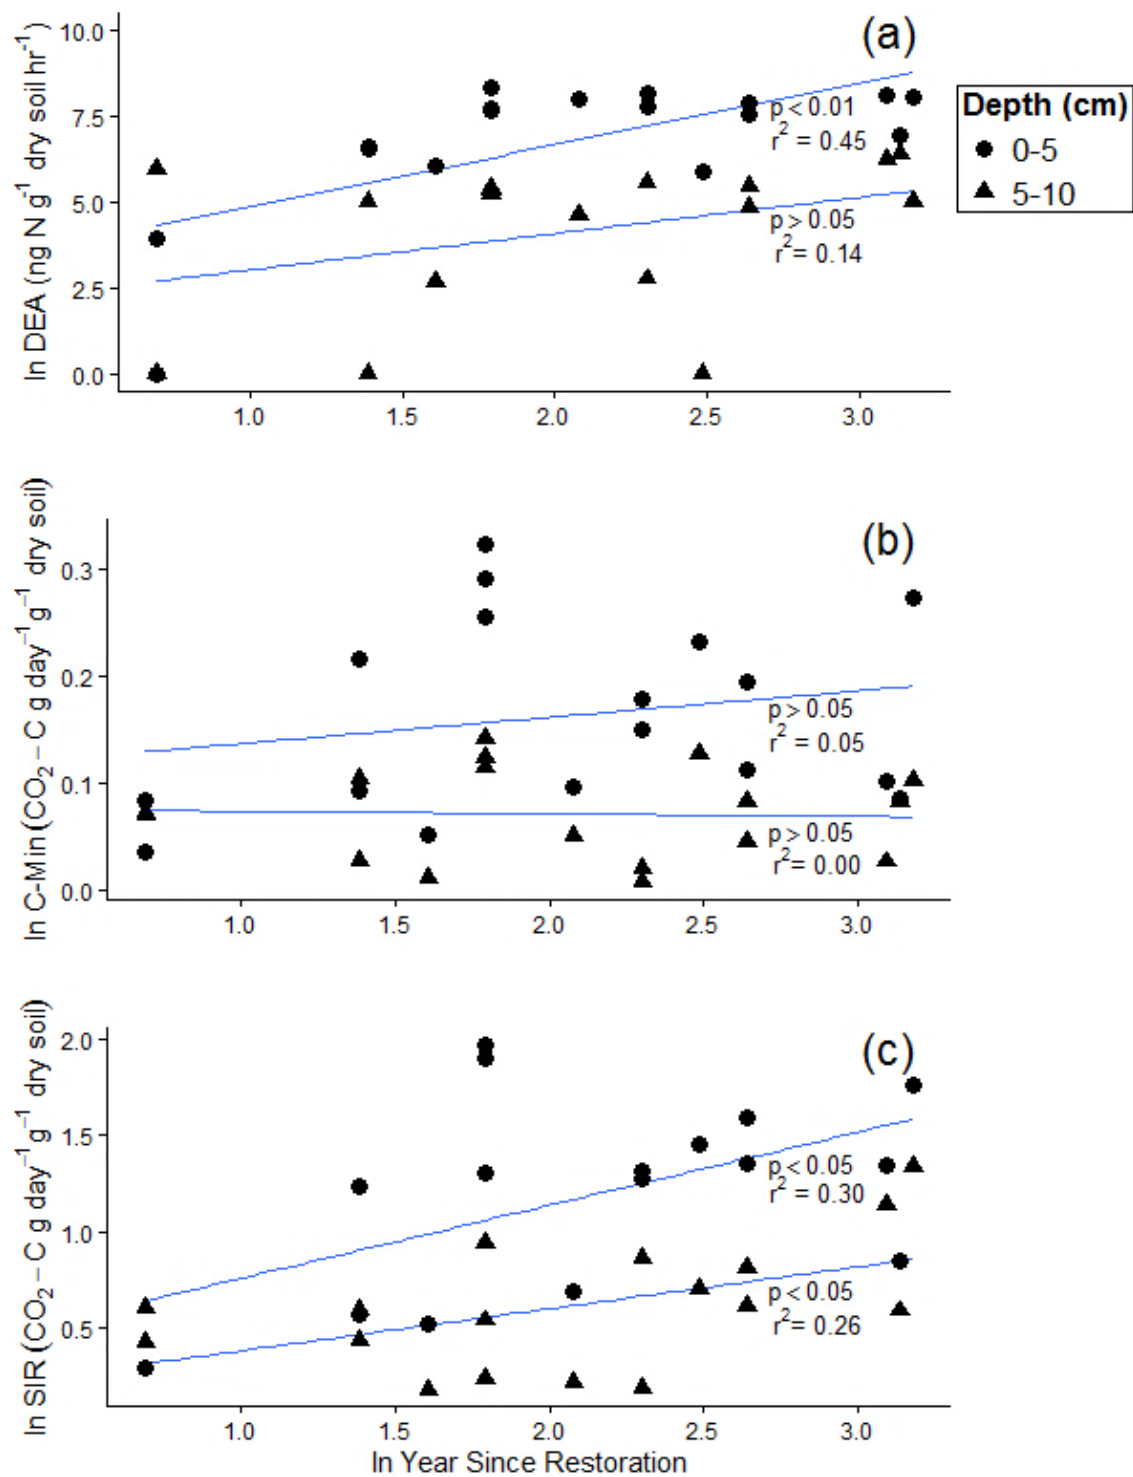 (a)
ln DEA (ng N g⁻¹ dry soil hr⁻¹)
10.0
7.5
5.0
2.5
0.0
p < 0.01
r² = 0.45
p > 0.05
r² = 0.14
1.0 1.5 2.0 2.5 3.0
Depth (cm)
0-5
5-10
(b)
ln C-Min (CO₂ – C g day⁻¹ g⁻¹ dry soil)
0.3
0.2
0.1
0.0
p > 0.05
r² = 0.05
p > 0.05
r² = 0.00
1.0 1.5 2.0 2.5 3.0
(c)
ln SIR (CO₂ – C g day⁻¹ g⁻¹ dry soil)
2.0
1.5
1.0
0.5
p < 0.05
r² = 0.30
p < 0.05
r² = 0.26
1.0 1.5 2.0 2.5 3.0
ln Year Since Restoration